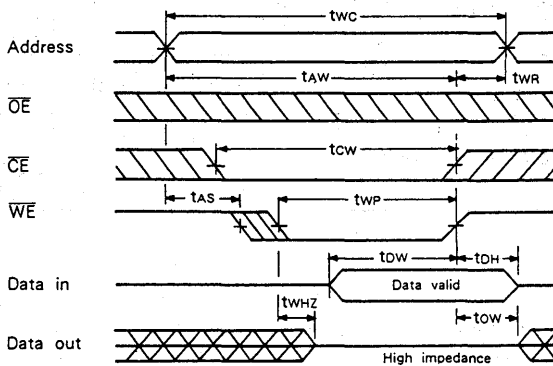 tWC
Address
tAW
tWR
OE
CE
tCW
tAS
tWP
WE
tDW
tDH
Data in
Data valid
tWHZ
tOW
Data out
High impedance